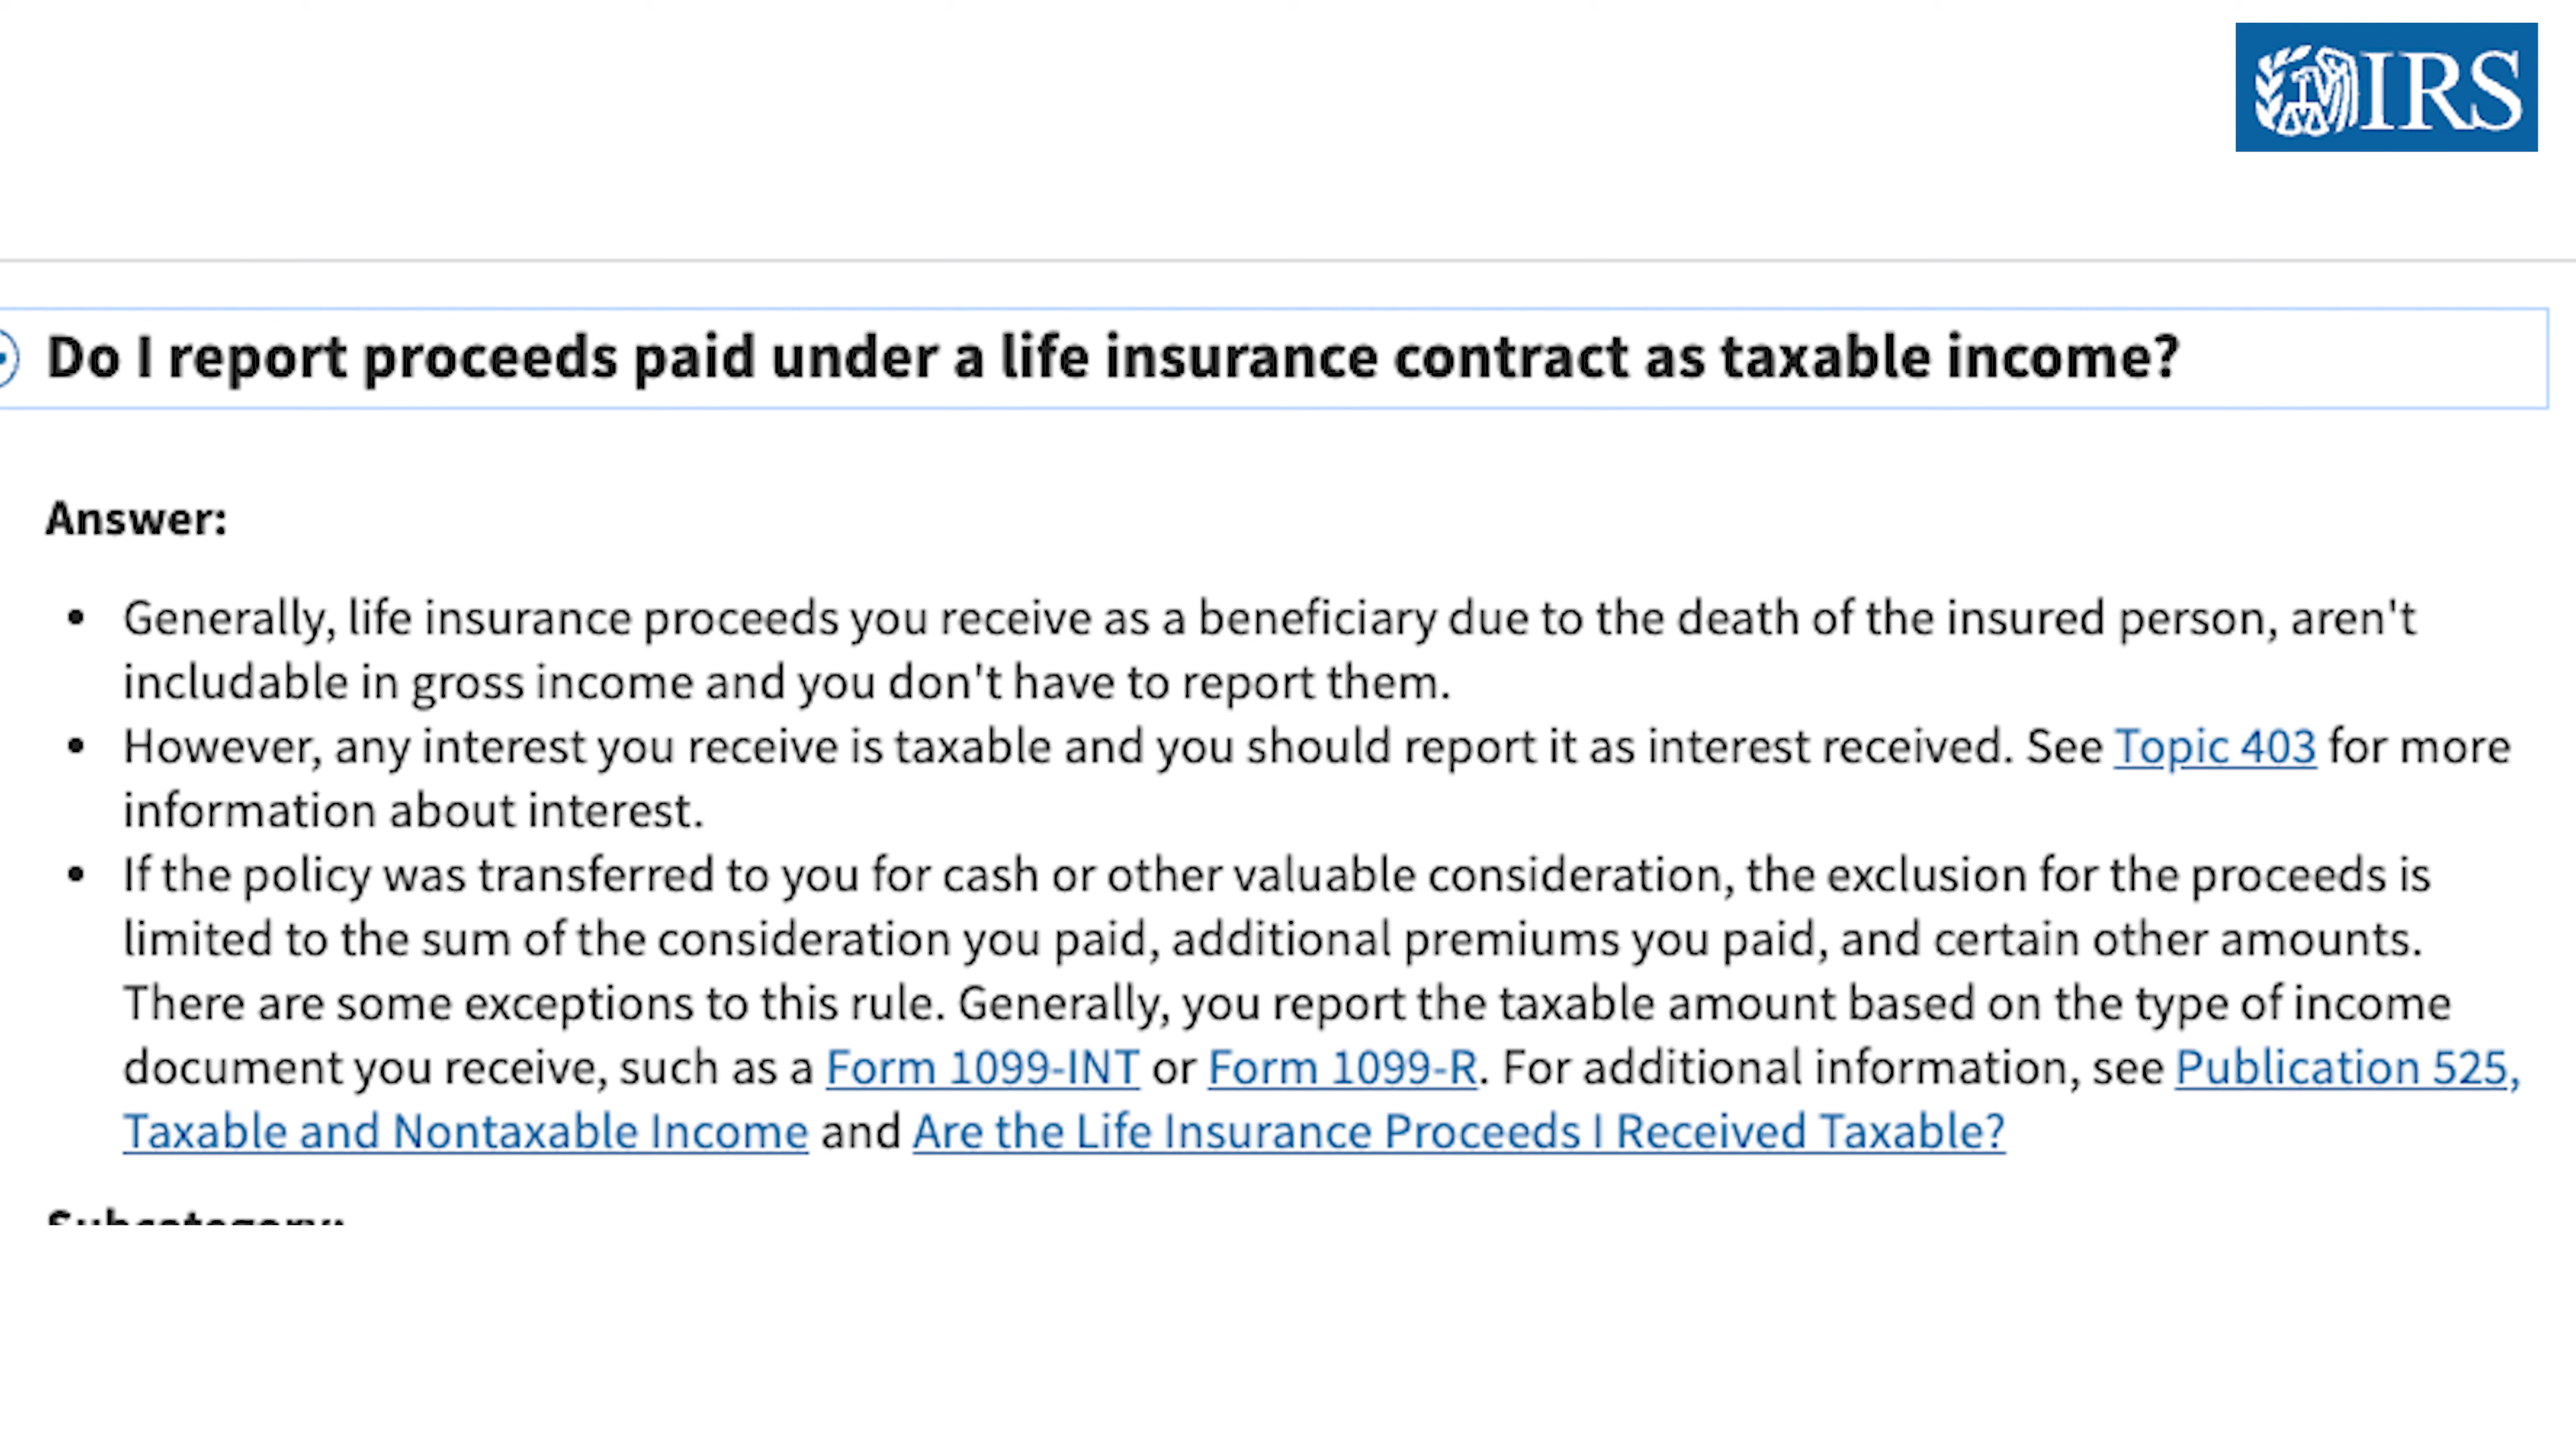 IRS
Do I report proceeds paid under a life insurance contract as taxable income?
Answer:
• Generally, life insurance proceeds you receive as a beneficiary due to the death of the insured person, aren't
includable in gross income and you don't have to report them.
• However, any interest you receive is taxable and you should report it as interest received. See Topic 403 for more
information about interest.
• If the policy was transferred to you for cash or other valuable consideration, the exclusion for the proceeds is
limited to the sum of the consideration you paid, additional premiums you paid, and certain other amounts.
There are some exceptions to this rule. Generally, you report the taxable amount based on the type of income
document you receive, such as a Form 1099-INT or Form 1099-R. For additional information, see Publication 525,
Taxable and Nontaxable Income and Are the Life Insurance Proceeds I Received Taxable?
Subcategory: